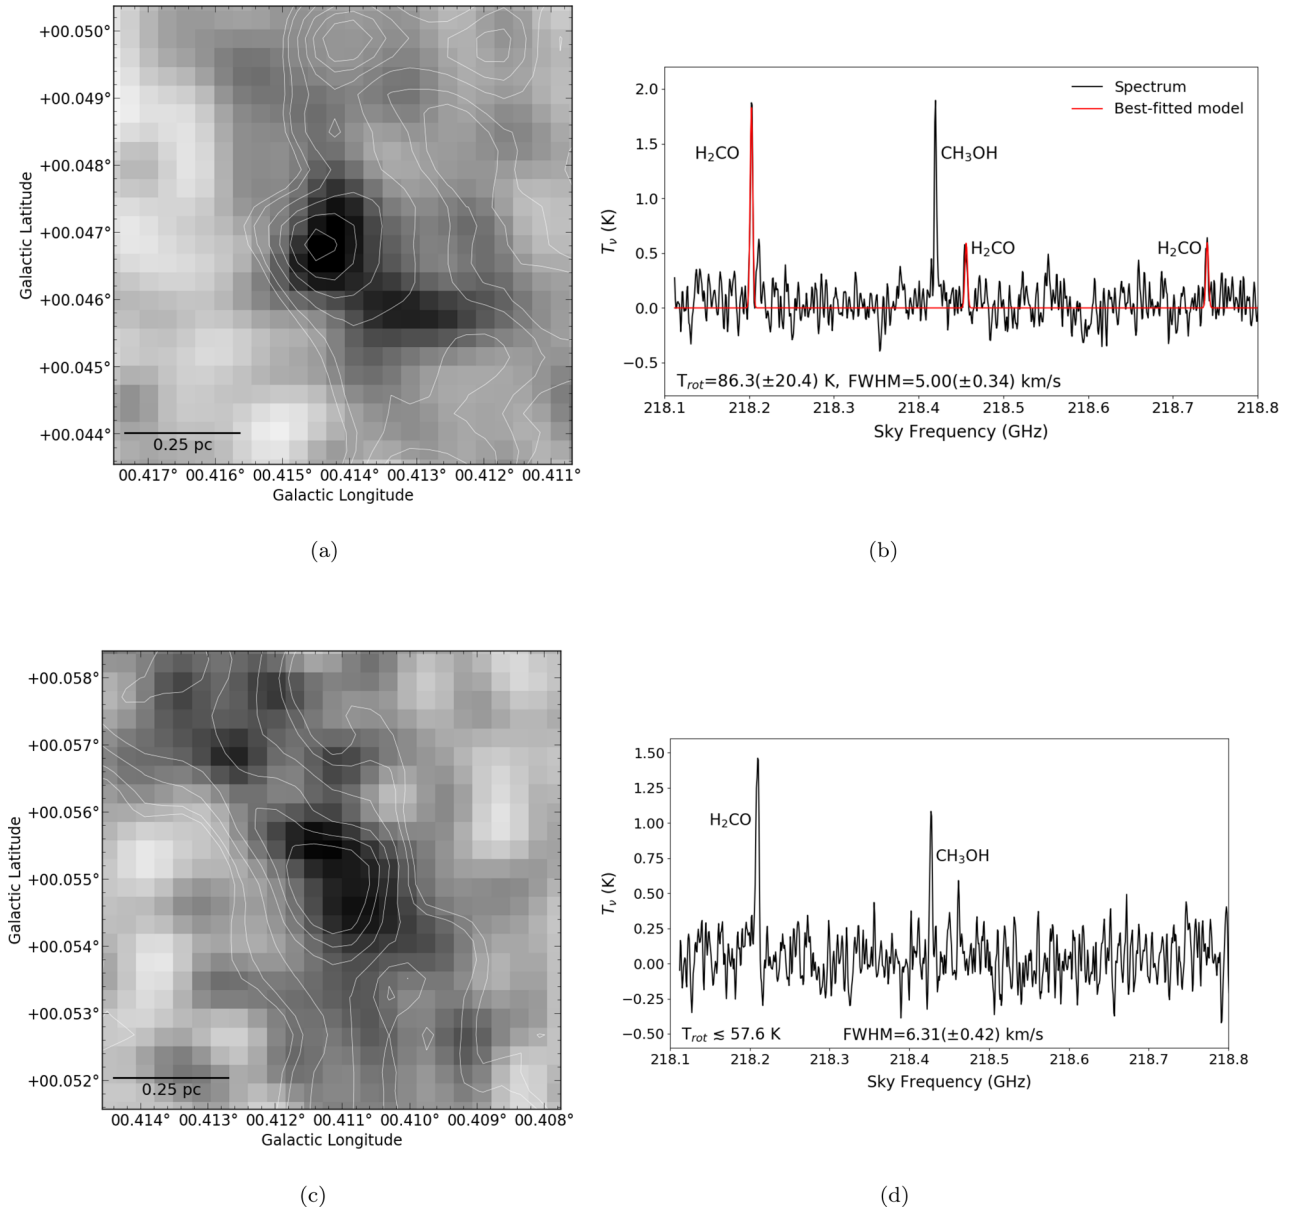 +00.050°
+00.049°
+00.048°
+00.047°
+00.046°
+00.045°
+00.044°
Galactic Latitude
0.25 pc
00.417° 00.416° 00.415° 00.414° 00.413° 00.412° 00.411°
Galactic Longitude
(a)
2.0
1.5
1.0
0.5
0.0
−0.5
Tν (K)
Spectrum
Best-fitted model
H₂CO
CH₃OH
H₂CO
H₂CO
Trot=86.3(±20.4) K, FWHM=5.00(±0.34) km/s
218.1 218.2 218.3 218.4 218.5 218.6 218.7 218.8
Sky Frequency (GHz)
(b)
+00.058°
+00.057°
+00.056°
+00.055°
+00.054°
+00.053°
+00.052°
Galactic Latitude
0.25 pc
00.414° 00.413° 00.412° 00.411° 00.410° 00.409° 00.408°
Galactic Longitude
(c)
1.50
1.25
1.00
0.75
0.50
0.25
0.00
−0.25
−0.50
Tν (K)
H₂CO
CH₃OH
Trot ≲ 57.6 K FWHM=6.31(±0.42) km/s
218.1 218.2 218.3 218.4 218.5 218.6 218.7 218.8
Sky Frequency (GHz)
(d)